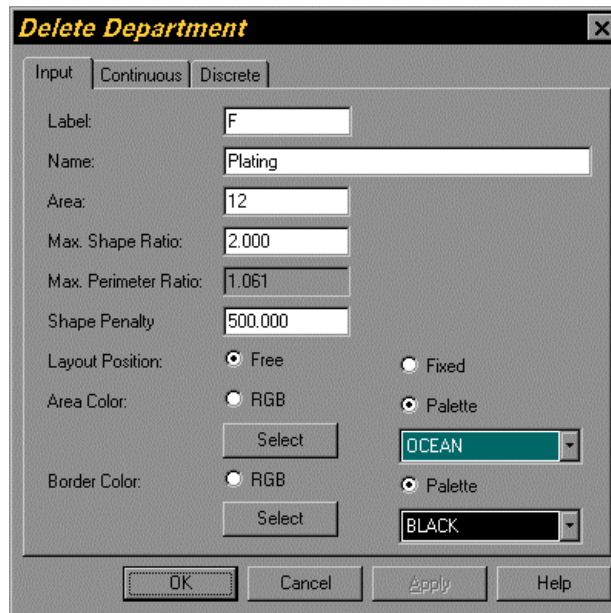 Delete Department
Input Continuous Discrete
Label: F
Name: Plating
Area: 12
Max. Shape Ratio: 2.000
Max. Perimeter Ratio: 1.061
Shape Penalty 500.000
Layout Position: Free Fixed
Area Color: RGB Palette
Select OCEAN
Border Color: RGB Palette
Select BLACK
OK Cancel Apply Help